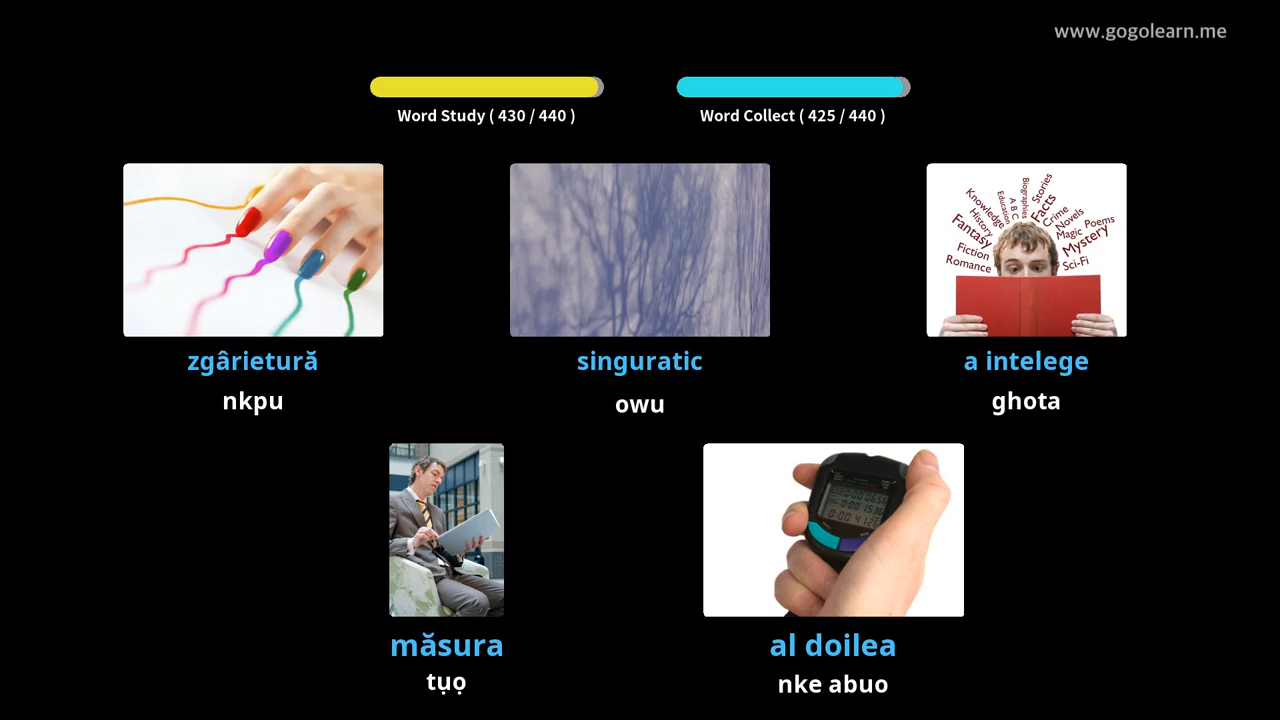 www.gogolearn.me
Word Study ( 430 / 440 )
Word Collect ( 425 / 440 )
Knowledge
History
Fantasy
Fiction
Romance
Education
A B C
Biographies
Stories
Facts
Crime
Novels
Magic
Poems
Mystery
Sci-Fi
zgârietură
singuratic
a intelege
nkpu
owu
ghota
măsura
al doilea
tụọ
nke abuo